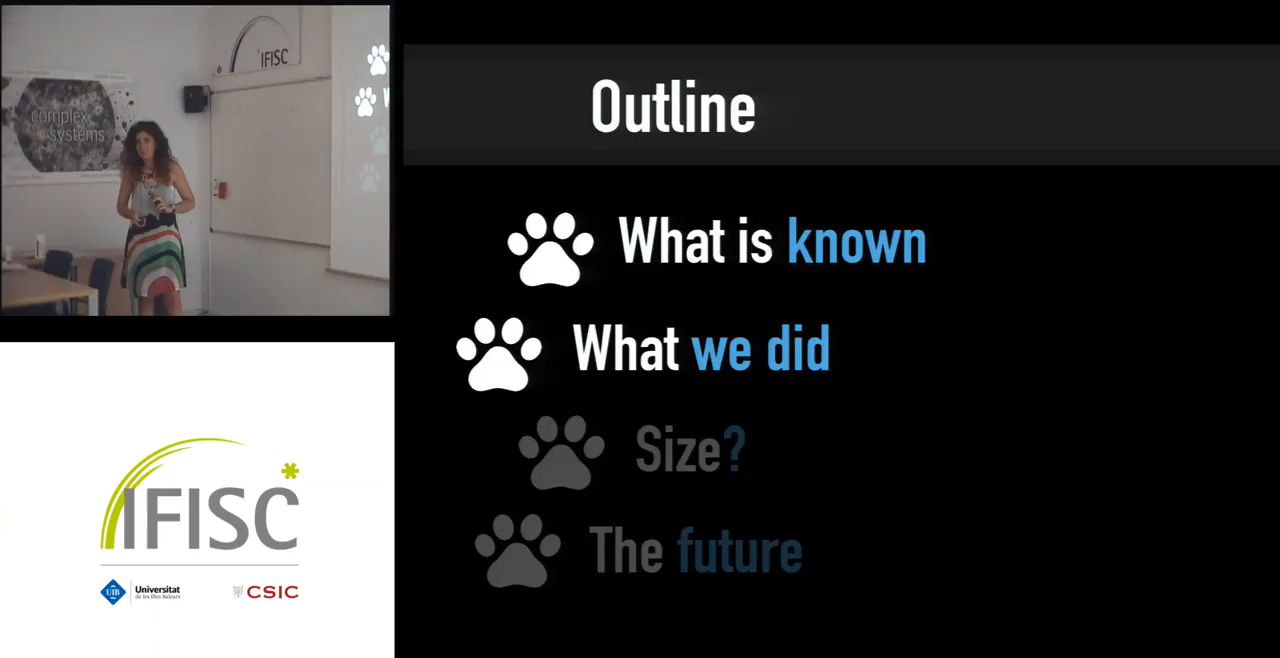 IFISC
complex
systems
Outline
What is known
What we did
Size?
The future
IFISC
UIB
Universitat
de les Illes Balears
CSIC